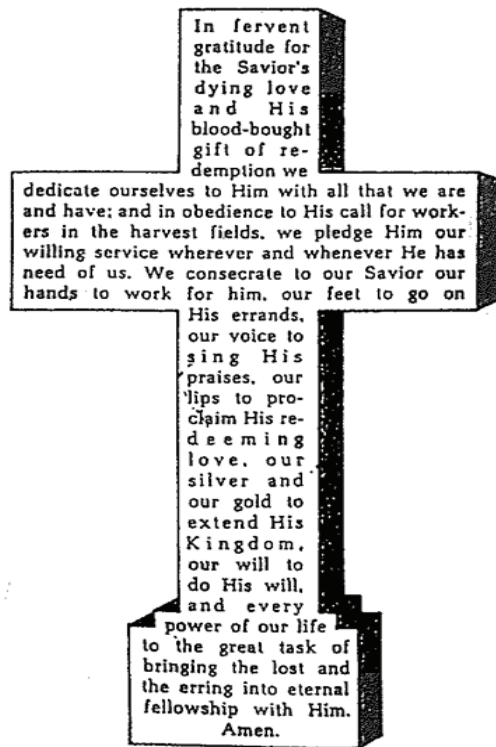 In fervent
gratitude for
the Savior's
dying love
and His
blood-bought
gift of re-
demption we
dedicate ourselves to Him with all that we are
and have; and in obedience to His call for work-
ers in the harvest fields, we pledge Him our
willing service wherever and whenever He has
need of us. We consecrate to our Savior our
hands to work for him, our feet to go on
His errands,
our voice to
sing His
praises, our
lips to pro-
claim His re-
deeming
love, our
silver and
our gold to
extend His
Kingdom,
our will to
do His will,
and every
power of our life
to the great task of
bringing the lost and
the erring into eternal
fellowship with Him.
Amen.